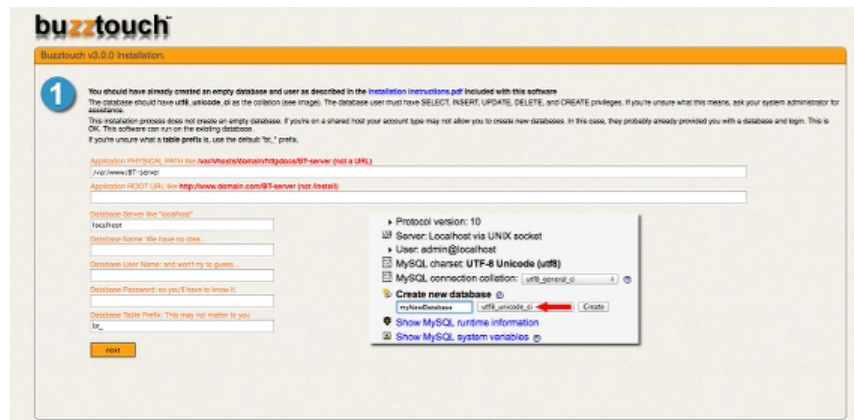 buzztouch
Buzztouch v3.0.0 Installation.
1
You should have already created an empty database and user as described in the Installation Instructions.pdf included with this software
The database should have utf8_unicode_ci as the collation (see image). The database user must have SELECT, INSERT, UPDATE, DELETE, and CREATE privileges. If you're unsure what this means, ask your system administrator for
assistance.
This installation process does not create an empty database. If you're on a shared host your account type may not allow you to create new databases. In this case, they probably already provided you with a database and login. This is
OK. This software can run on the existing database.
If you're unsure what a table prefix is, use the default "bt_" prefix.
Application PHYSICAL PATH like /var/vhosts/domain/httpdocs/BT-server (not a URL)
/var/www/BT-server
Application ROOT URL like http://www.domain.com/BT-server (not /install)
Database Server like "localhost"
localhost
Database Name: We have no idea...
Database User Name: and won't try to guess...
Database Password: so you'll have to know it.
Database Table Prefix: This may not matter to you
bt_
next
Protocol version: 10
Server: Localhost via UNIX socket
User: admin@localhost
MySQL charset: UTF-8 Unicode (utf8)
MySQL connection collation: utf8_general_ci
Create new database
myNewDatabase utf8_unicode_ci Create
Show MySQL runtime information
Show MySQL system variables